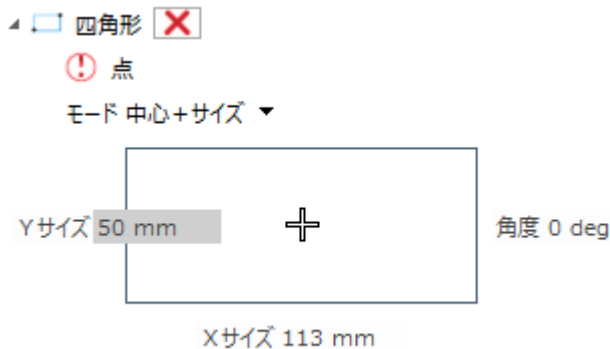 四角形
点
モード 中心+サイズ
Yサイズ 50 mm
角度 0 deg
Xサイズ 113 mm